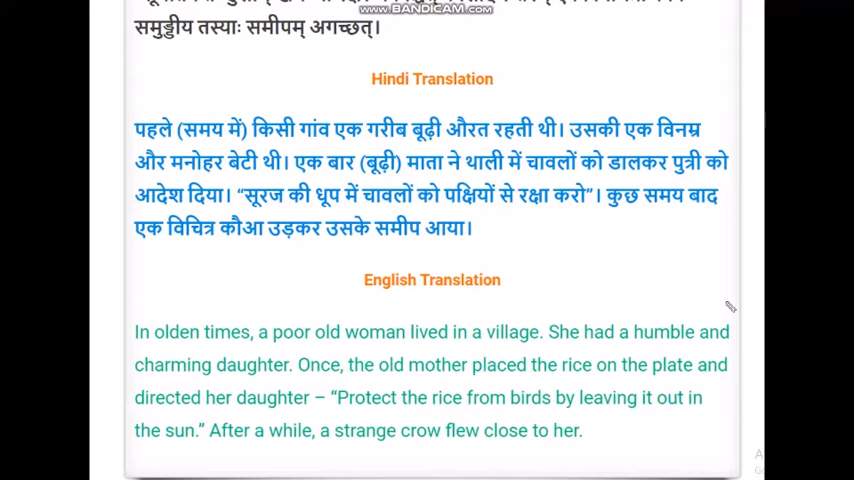 www.BANDICAM.com
समुड्डीय तस्याः समीपम् अगच्छत्।
Hindi Translation
पहले (समय में) किसी गांव एक गरीब बूढ़ी औरत रहती थी। उसकी एक विनम्र
और मनोहर बेटी थी। एक बार (बूढ़ी) माता ने थाली में चावलों को डालकर पुत्री को
आदेश दिया। “सूरज की धूप में चावलों को पक्षियों से रक्षा करो”। कुछ समय बाद
एक विचित्र कौआ उड़कर उसके समीप आया।
English Translation
In olden times, a poor old woman lived in a village. She had a humble and
charming daughter. Once, the old mother placed the rice on the plate and
directed her daughter – “Protect the rice from birds by leaving it out in
the sun.” After a while, a strange crow flew close to her.